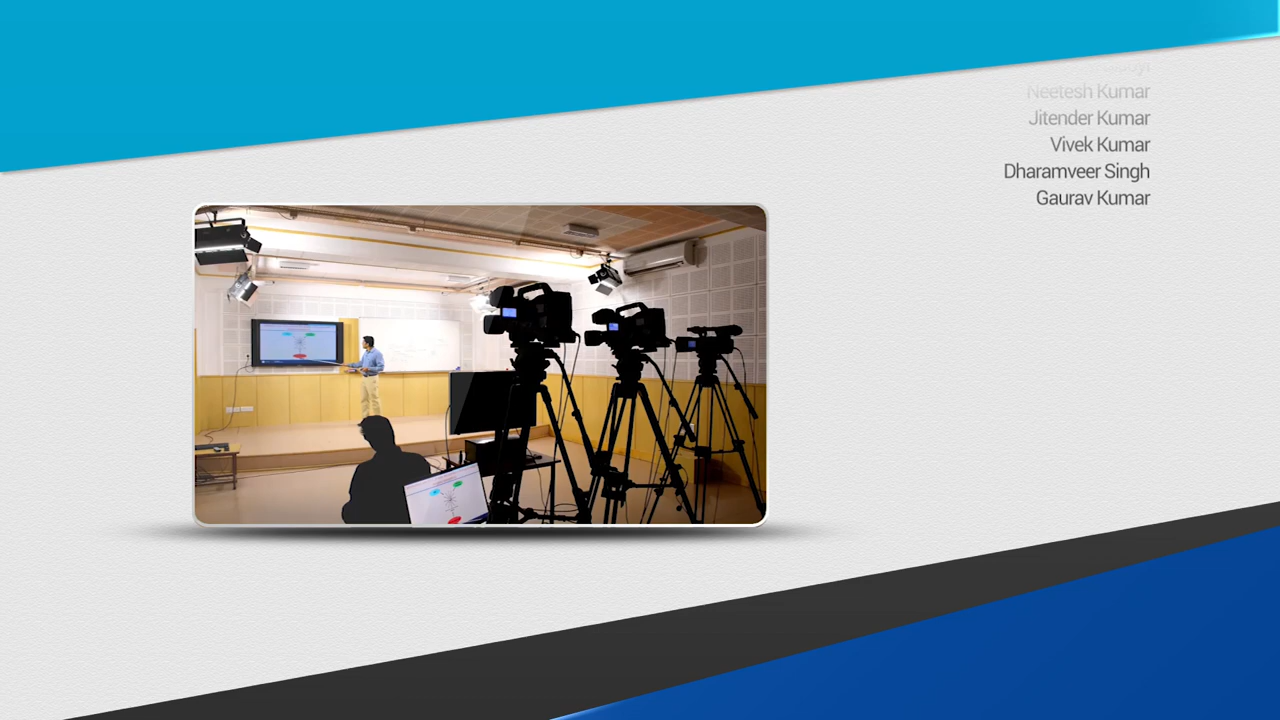 Neetesh Kumar
Jitender Kumar
Vivek Kumar
Dharamveer Singh
Gaurav Kumar